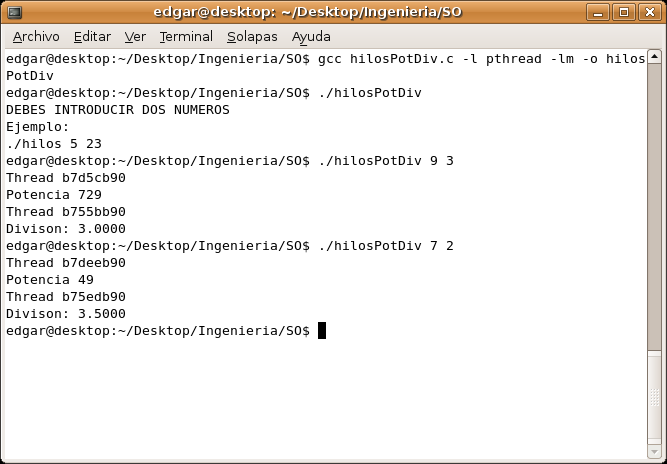 edgar@desktop: ~/Desktop/Ingenieria/SO
Archivo Editar Ver Terminal Solapas Ayuda
edgar@desktop:~/Desktop/Ingenieria/SO$ gcc hilosPotDiv.c -l pthread -lm -o hilos
PotDiv
edgar@desktop:~/Desktop/Ingenieria/SO$ ./hilosPotDiv
DEBES INTRODUCIR DOS NUMEROS
Ejemplo:
./hilos 5 23
edgar@desktop:~/Desktop/Ingenieria/SO$ ./hilosPotDiv 9 3
Thread b7d5cb90
Potencia 729
Thread b755bb90
Divison: 3.0000
edgar@desktop:~/Desktop/Ingenieria/SO$ ./hilosPotDiv 7 2
Thread b7deeb90
Potencia 49
Thread b75edb90
Divison: 3.5000
edgar@desktop:~/Desktop/Ingenieria/SO$